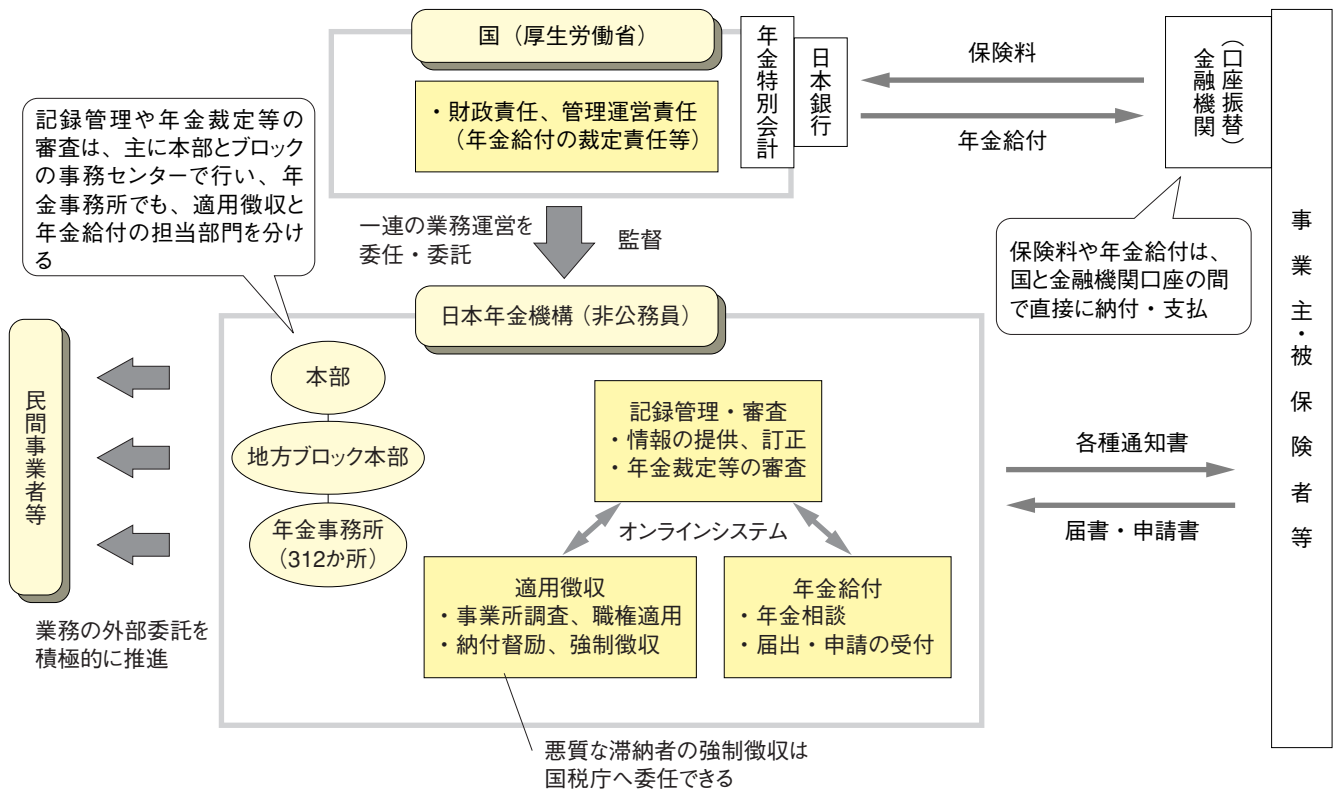 国（厚生労働省）
・財政責任、管理運営責任
（年金給付の裁定責任等）
年金特別会計
日本銀行
保険料
年金給付
（口座振替）
金融機関
事業主・被保険者等
記録管理や年金裁定等の
審査は、主に本部とブロック
の事務センターで行い、年
金事務所でも、適用徴収と
年金給付の担当部門を分け
る
一連の業務運営を
委任・委託
監督
保険料や年金給付は、
国と金融機関口座の間
で直接に納付・支払
日本年金機構（非公務員）
民間事業者等
本部
地方ブロック本部
年金事務所
（312か所）
記録管理・審査
・情報の提供、訂正
・年金裁定等の審査
オンラインシステム
適用徴収
・事業所調査、職権適用
・納付督励、強制徴収
年金給付
・年金相談
・届出・申請の受付
各種通知書
届書・申請書
業務の外部委託を
積極的に推進
悪質な滞納者の強制徴収は
国税庁へ委任できる